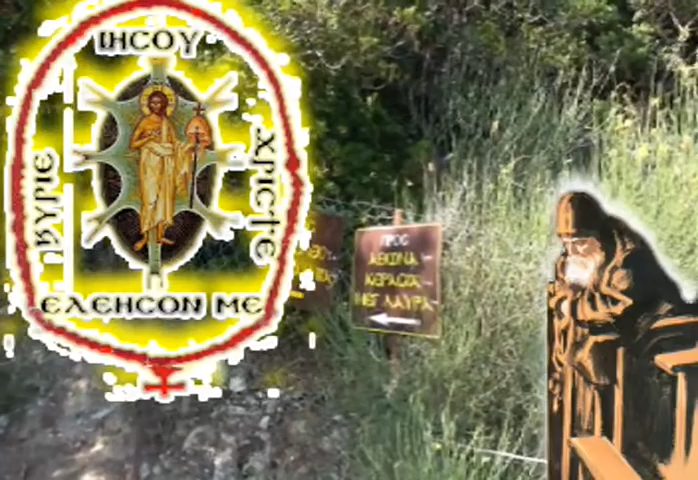 ΚΥΡΙΕ
ΙΗϹΟΥ
ΧΡΙϹΤΕ
ΕΛΕΗϹΟΝ ΜΕ
ΠΡΟΣ
ΑΘΩΝΑ
ΚΕΡΑΣΙΑ
ΜΕΓ ΛΑΥΡΑ